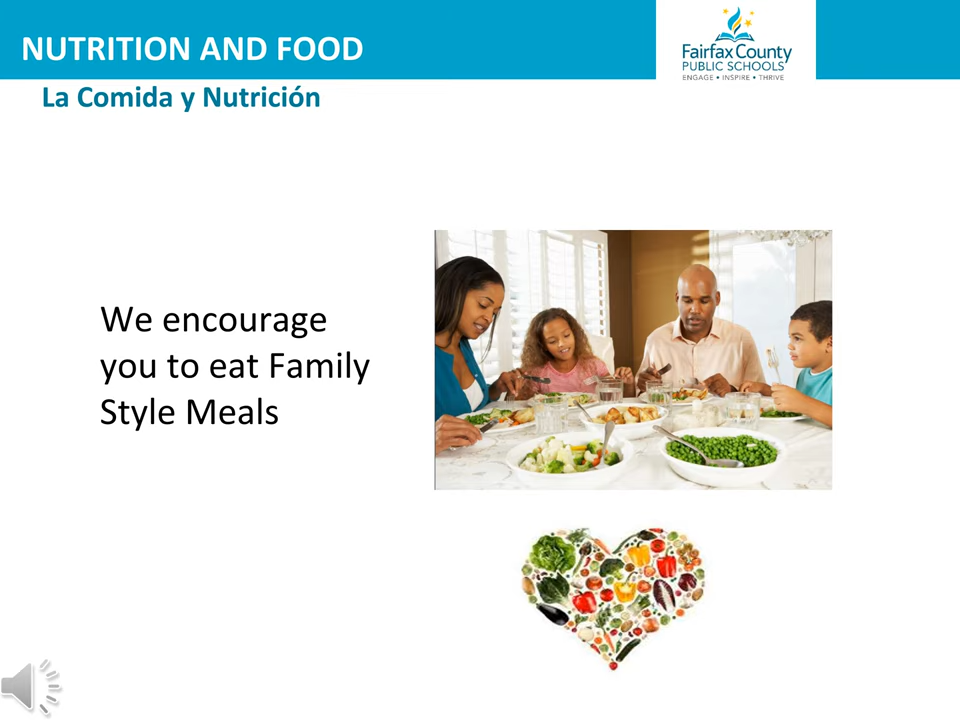 NUTRITION AND FOOD
Fairfax County
PUBLIC SCHOOLS
ENGAGE • INSPIRE • THRIVE
La Comida y Nutrición
We encourage
you to eat Family
Style Meals